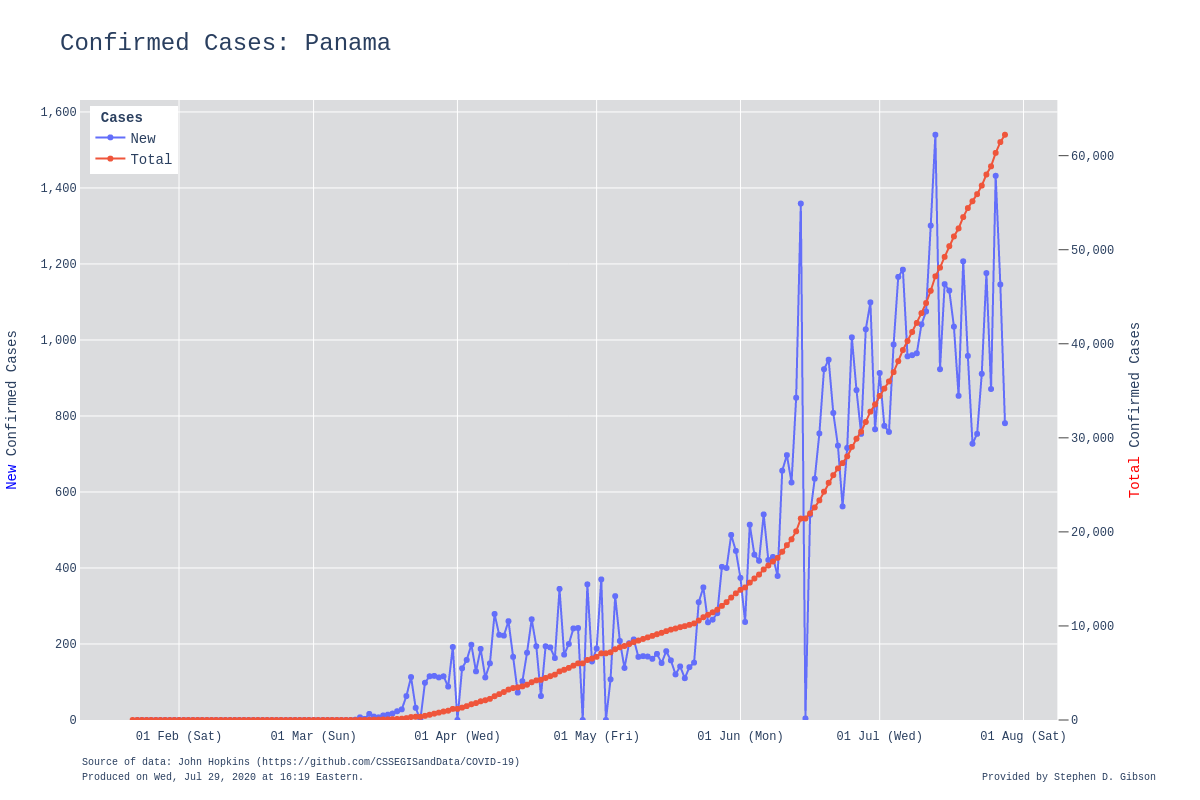 Confirmed Cases: Panama
Cases
New
Total
1,600
1,400
1,200
1,000
800
600
400
200
0
60,000
50,000
40,000
30,000
20,000
10,000
0
New Confirmed Cases
Total Confirmed Cases
01 Feb (Sat)
01 Mar (Sun)
01 Apr (Wed)
01 May (Fri)
01 Jun (Mon)
01 Jul (Wed)
01 Aug (Sat)
Source of data: John Hopkins (https://github.com/CSSEGISandData/COVID-19)
Produced on Wed, Jul 29, 2020 at 16:19 Eastern.
Provided by Stephen D. Gibson